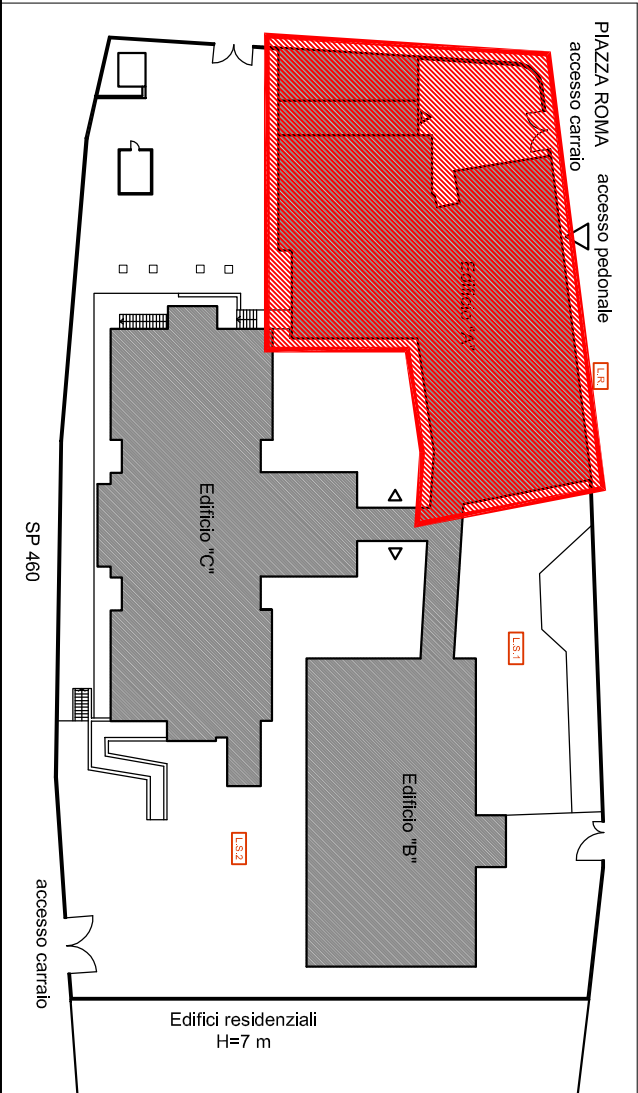 PIAZZA ROMA
accesso carraio
accesso pedonale
L.R.
Edificio "A"
L.S.1
Edificio "C"
Edificio "B"
SP 460
L.S.2
accesso carraio
Edifici residenziali
H=7 m